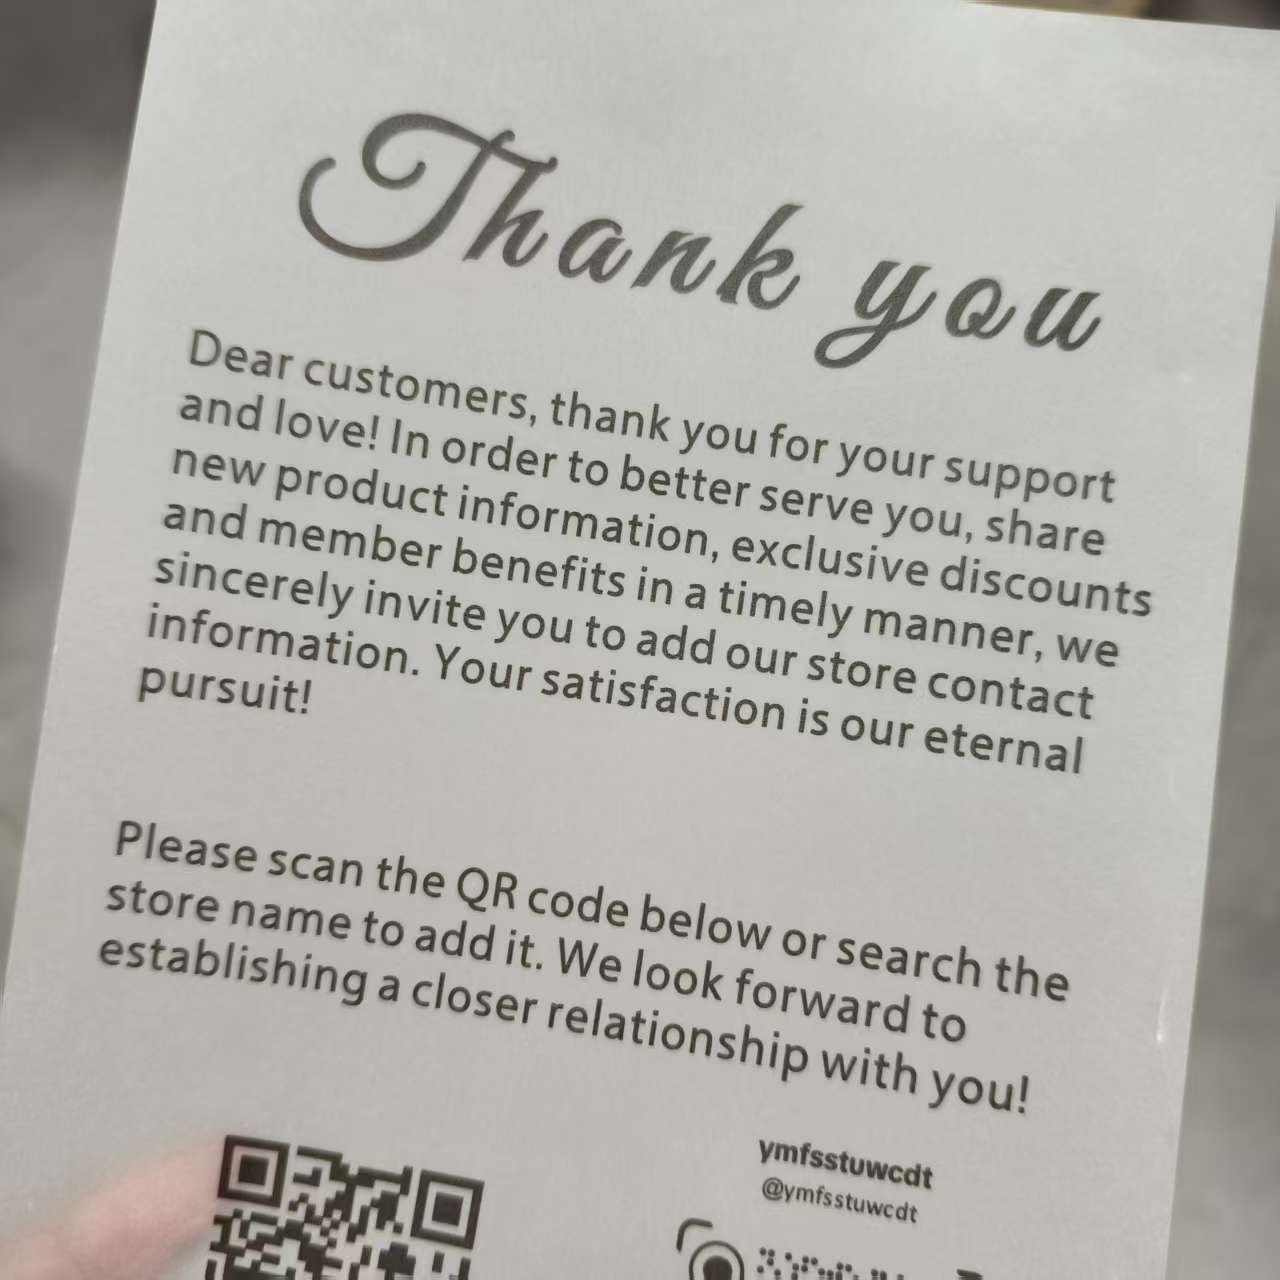 Thank you
Dear customers, thank you for your support
and love! In order to better serve you, share
new product information, exclusive discounts
and member benefits in a timely manner, we
sincerely invite you to add our store contact
information. Your satisfaction is our eternal
pursuit!
Please scan the QR code below or search the
store name to add it. We look forward to
establishing a closer relationship with you!
ymfsstuwcdt
@ymfsstuwcdt